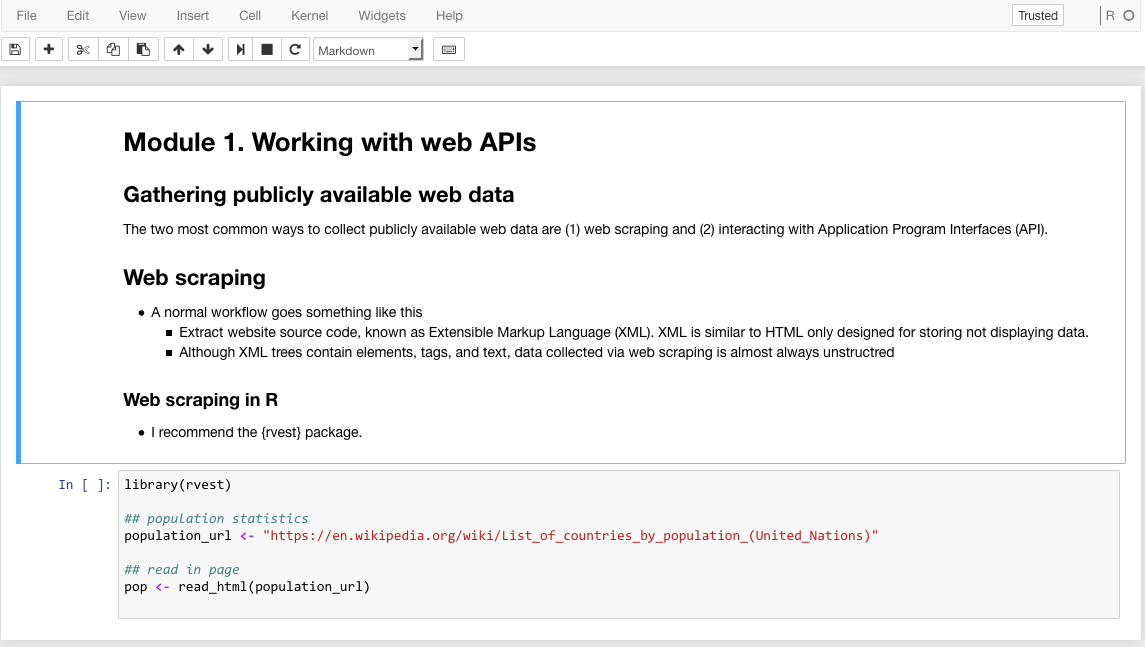 File Edit View Insert Cell Kernel Widgets Help Trusted R
Markdown
Module 1. Working with web APIs
Gathering publicly available web data
The two most common ways to collect publicly available web data are (1) web scraping and (2) interacting with Application Program Interfaces (API).
Web scraping
• A normal workflow goes something like this
▪ Extract website source code, known as Extensible Markup Language (XML). XML is similar to HTML only designed for storing not displaying data.
▪ Although XML trees contain elements, tags, and text, data collected via web scraping is almost always unstructred
Web scraping in R
• I recommend the {rvest} package.
In [ ]: library(rvest)
## population statistics
population_url <- "https://en.wikipedia.org/wiki/List_of_countries_by_population_(United_Nations)"
## read in page
pop <- read_html(population_url)